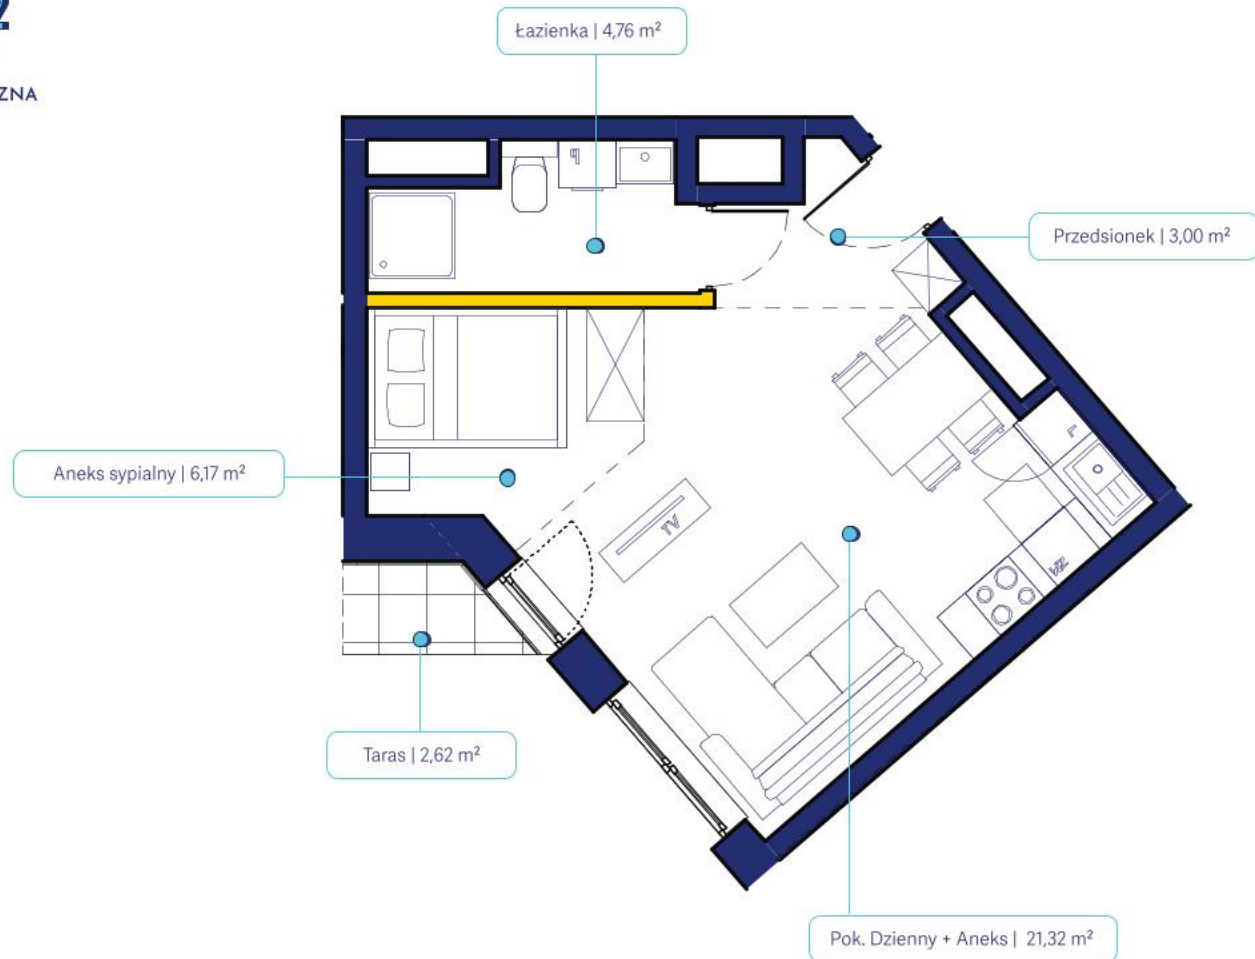 ZNA
Łazienka | 4,76 m²
Przedsionek | 3,00 m²
Aneks sypialny | 6,17 m²
TV
Taras | 2,62 m²
Pok. Dzienny + Aneks | 21,32 m²